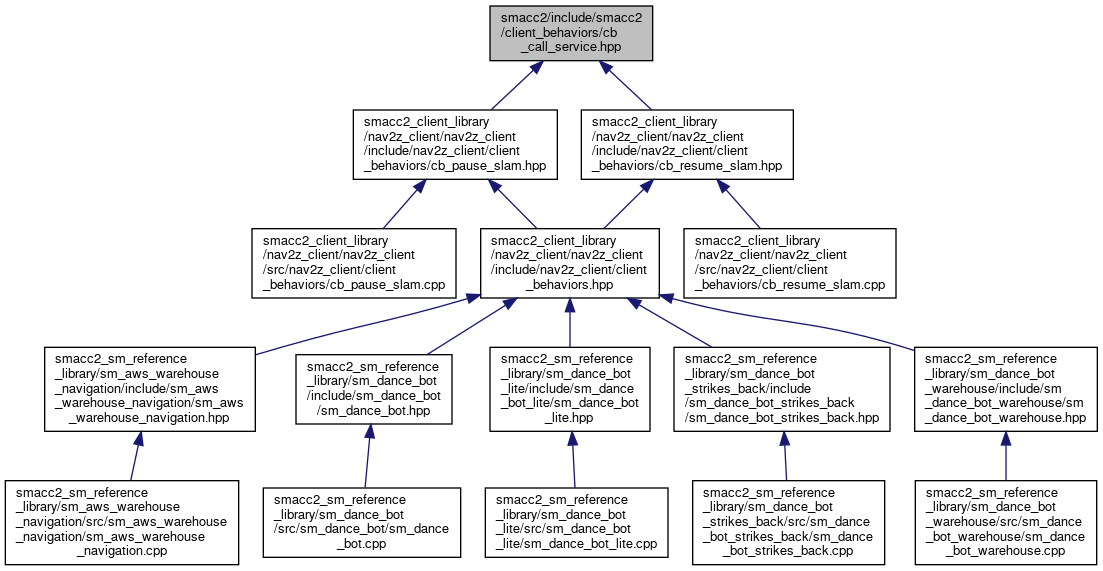 smacc2/include/smacc2
/client_behaviors/cb
_call_service.hpp
smacc2_client_library
/nav2z_client/nav2z_client
/include/nav2z_client/client
_behaviors/cb_pause_slam.hpp
smacc2_client_library
/nav2z_client/nav2z_client
/include/nav2z_client/client
_behaviors/cb_resume_slam.hpp
smacc2_client_library
/nav2z_client/nav2z_client
/src/nav2z_client/client
_behaviors/cb_pause_slam.cpp
smacc2_client_library
/nav2z_client/nav2z_client
/include/nav2z_client/client
_behaviors.hpp
smacc2_client_library
/nav2z_client/nav2z_client
/src/nav2z_client/client
_behaviors/cb_resume_slam.cpp
smacc2_sm_reference
_library/sm_aws_warehouse
_navigation/include/sm_aws
_warehouse_navigation/sm_aws
_warehouse_navigation.hpp
smacc2_sm_reference
_library/sm_dance_bot
/include/sm_dance_bot
/sm_dance_bot.hpp
smacc2_sm_reference
_library/sm_dance_bot
_lite/include/sm_dance
_bot_lite/sm_dance_bot
_lite.hpp
smacc2_sm_reference
_library/sm_dance_bot
_strikes_back/include
/sm_dance_bot_strikes_back
/sm_dance_bot_strikes_back.hpp
smacc2_sm_reference
_library/sm_dance_bot
_warehouse/include/sm
_dance_bot_warehouse/sm
_dance_bot_warehouse.hpp
smacc2_sm_reference
_library/sm_aws_warehouse
_navigation/src/sm_aws_warehouse
_navigation/sm_aws_warehouse
_navigation.cpp
smacc2_sm_reference
_library/sm_dance_bot
/src/sm_dance_bot/sm_dance
_bot.cpp
smacc2_sm_reference
_library/sm_dance_bot
_lite/src/sm_dance_bot
_lite/sm_dance_bot_lite.cpp
smacc2_sm_reference
_library/sm_dance_bot
_strikes_back/src/sm_dance
_bot_strikes_back/sm_dance
_bot_strikes_back.cpp
smacc2_sm_reference
_library/sm_dance_bot
_warehouse/src/sm_dance
_bot_warehouse/sm_dance
_bot_warehouse.cpp